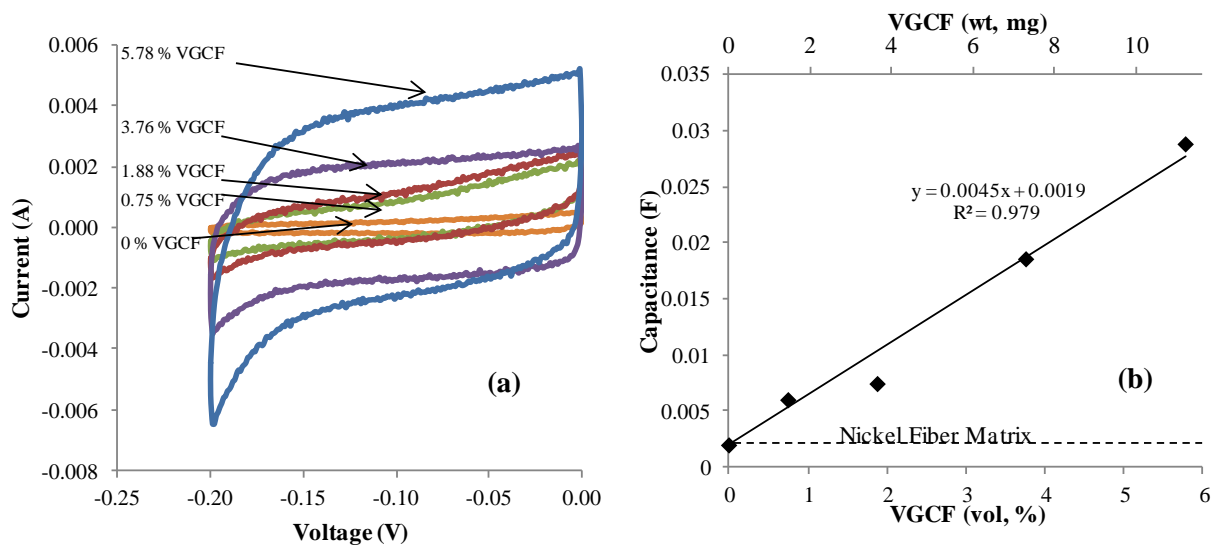 0.006
0.004
0.002
0.000
-0.002
-0.004
-0.006
-0.008
Current (A)
5.78 % VGCF
3.76 % VGCF
1.88 % VGCF
0.75 % VGCF
0 % VGCF
(a)
-0.25 -0.20 -0.15 -0.10 -0.05 0.00
Voltage (V)
VGCF (wt, mg)
0 2 4 6 8 10
0.035
0.03
0.025
0.02
0.015
0.01
0.005
0
Capacitance (F)
y = 0.0045x + 0.0019
R² = 0.979
(b)
Nickel Fiber Matrix
0 1 2 3 4 5 6
VGCF (vol, %)